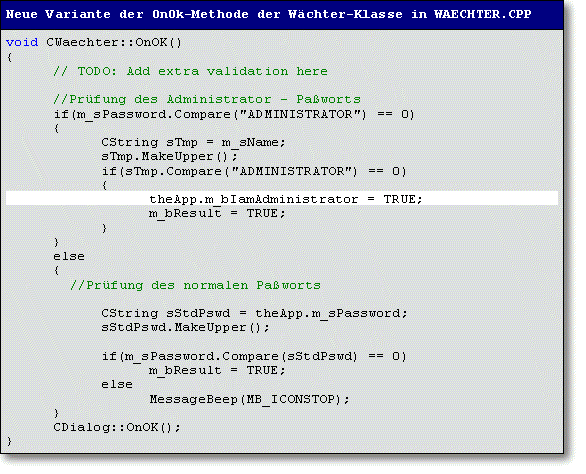 Neue Variante der OnOk-Methode der Wächter-Klasse in WAECHTER.CPP
void CWaechter::OnOK()
{
// TODO: Add extra validation here
//Prüfung des Administrator - Paßworts
if(m_sPassword.Compare("ADMINISTRATOR") == 0)
{
CString sTmp = m_sName;
sTmp.MakeUpper();
if(sTmp.Compare("ADMINISTRATOR") == 0)
{
theApp.m_bIamAdministrator = TRUE;
m_bResult = TRUE;
}
}
else
{
//Prüfung des normalen Paßworts
CString sStdPswd = theApp.m_sPassword;
sStdPswd.MakeUpper();
if(m_sPassword.Compare(sStdPswd) == 0)
m_bResult = TRUE;
else
MessageBeep(MB_ICONSTOP);
}
CDialog::OnOK();
}